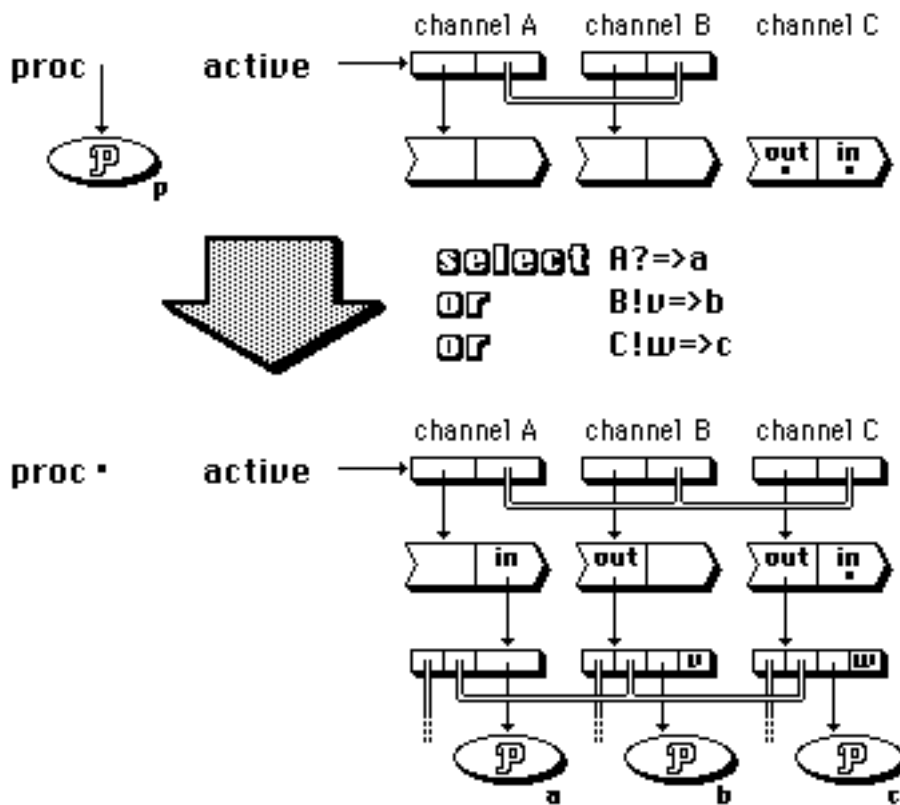 channel A channel B channel C
proc active
out in
P
p
select A?=>a
or B!v=>b
or C!w=>c
channel A channel B channel C
proc active
in out out in
v w
P P P
a b c